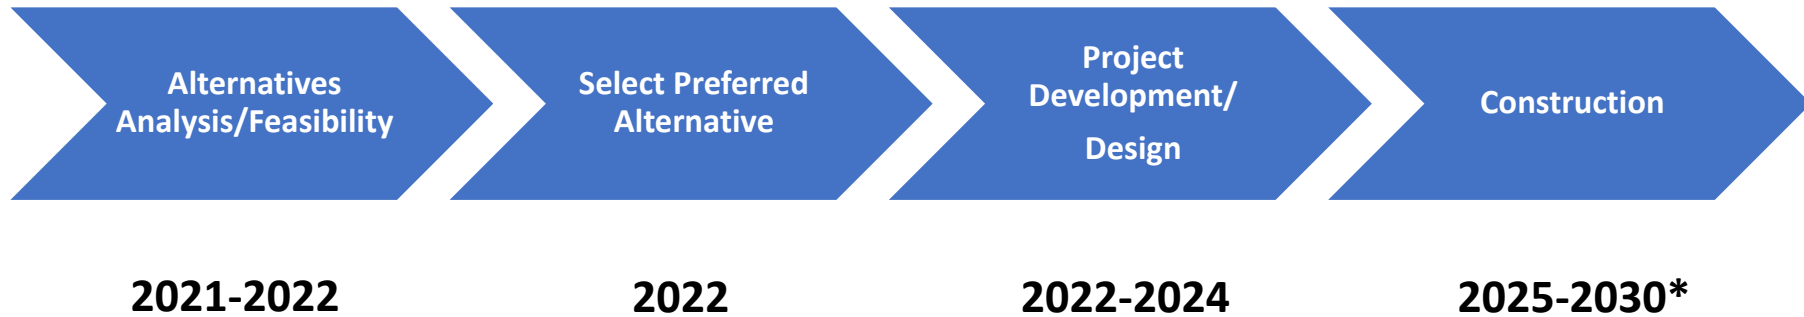 Alternatives
Analysis/Feasibility
Select Preferred
Alternative
Project
Development/
Design
Construction
2021-2022
2022
2022-2024
2025-2030*